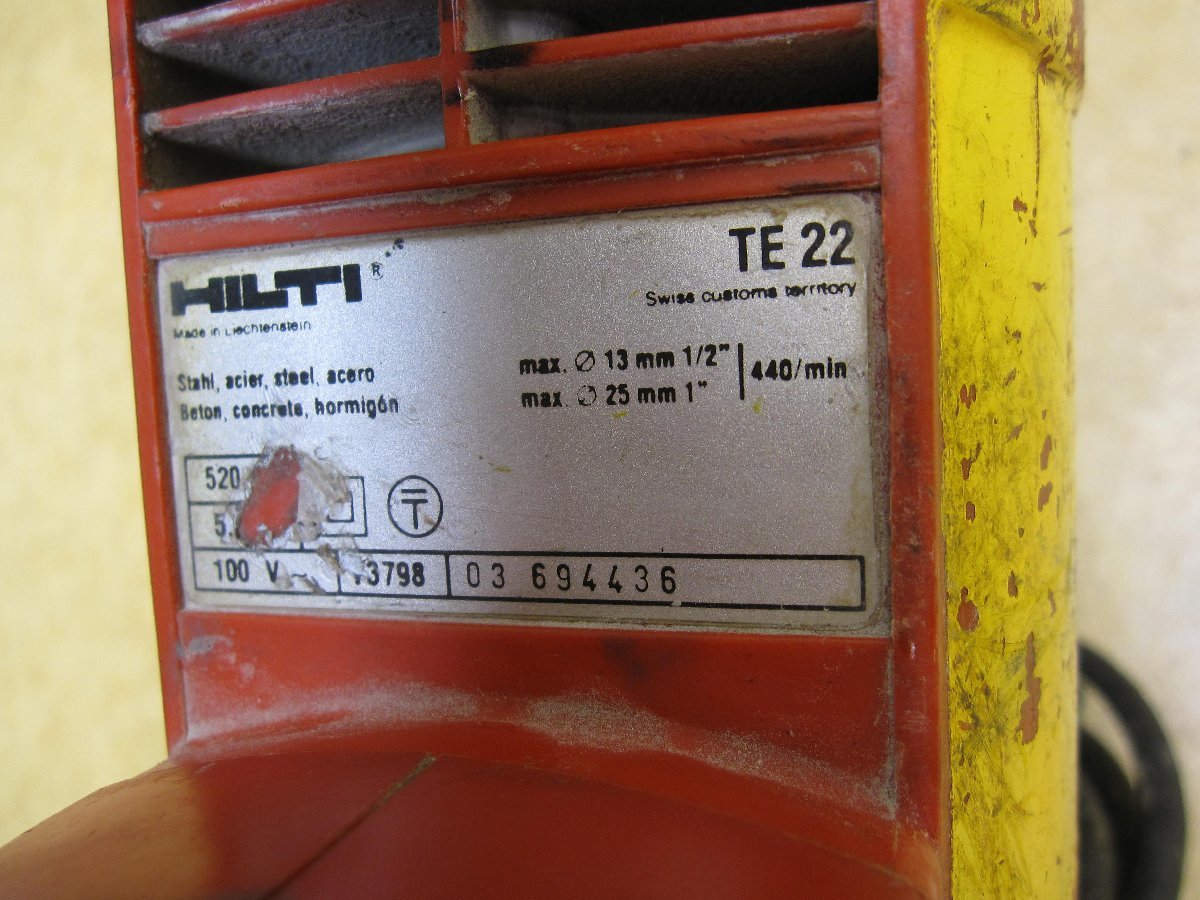 HILTI ®
TE 22
Made in Liechtenstein
Swiss customs territory
Stahl, acier, steel, acero
max. Ø 13 mm 1/2"
440/min
Beton, concrete, hormigón
max. Ø 25 mm 1"
520
100 V ~
03 694436